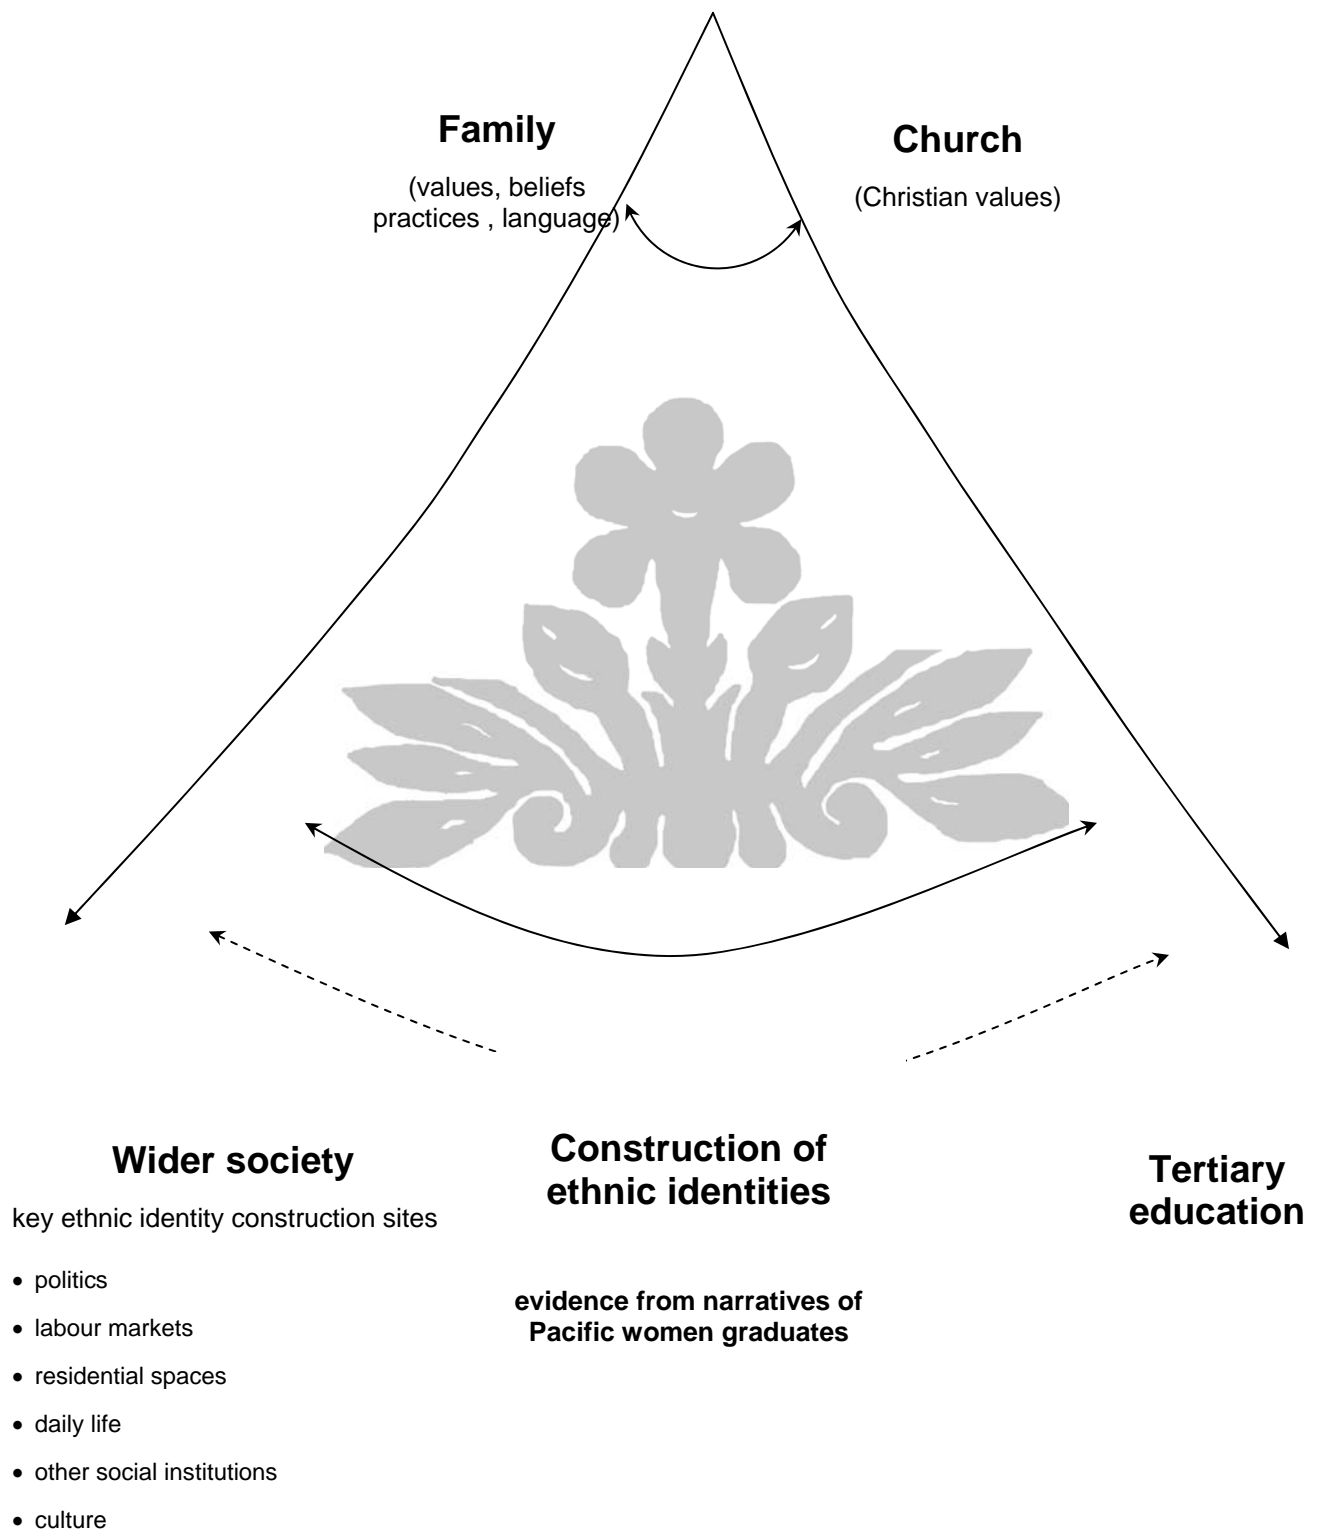 Family
(values, beliefs
practices , language)
Church
(Christian values)
Wider society
key ethnic identity construction sites
• politics
• labour markets
• residential spaces
• daily life
• other social institutions
• culture
Construction of
ethnic identities
evidence from narratives of
Pacific women graduates
Tertiary
education